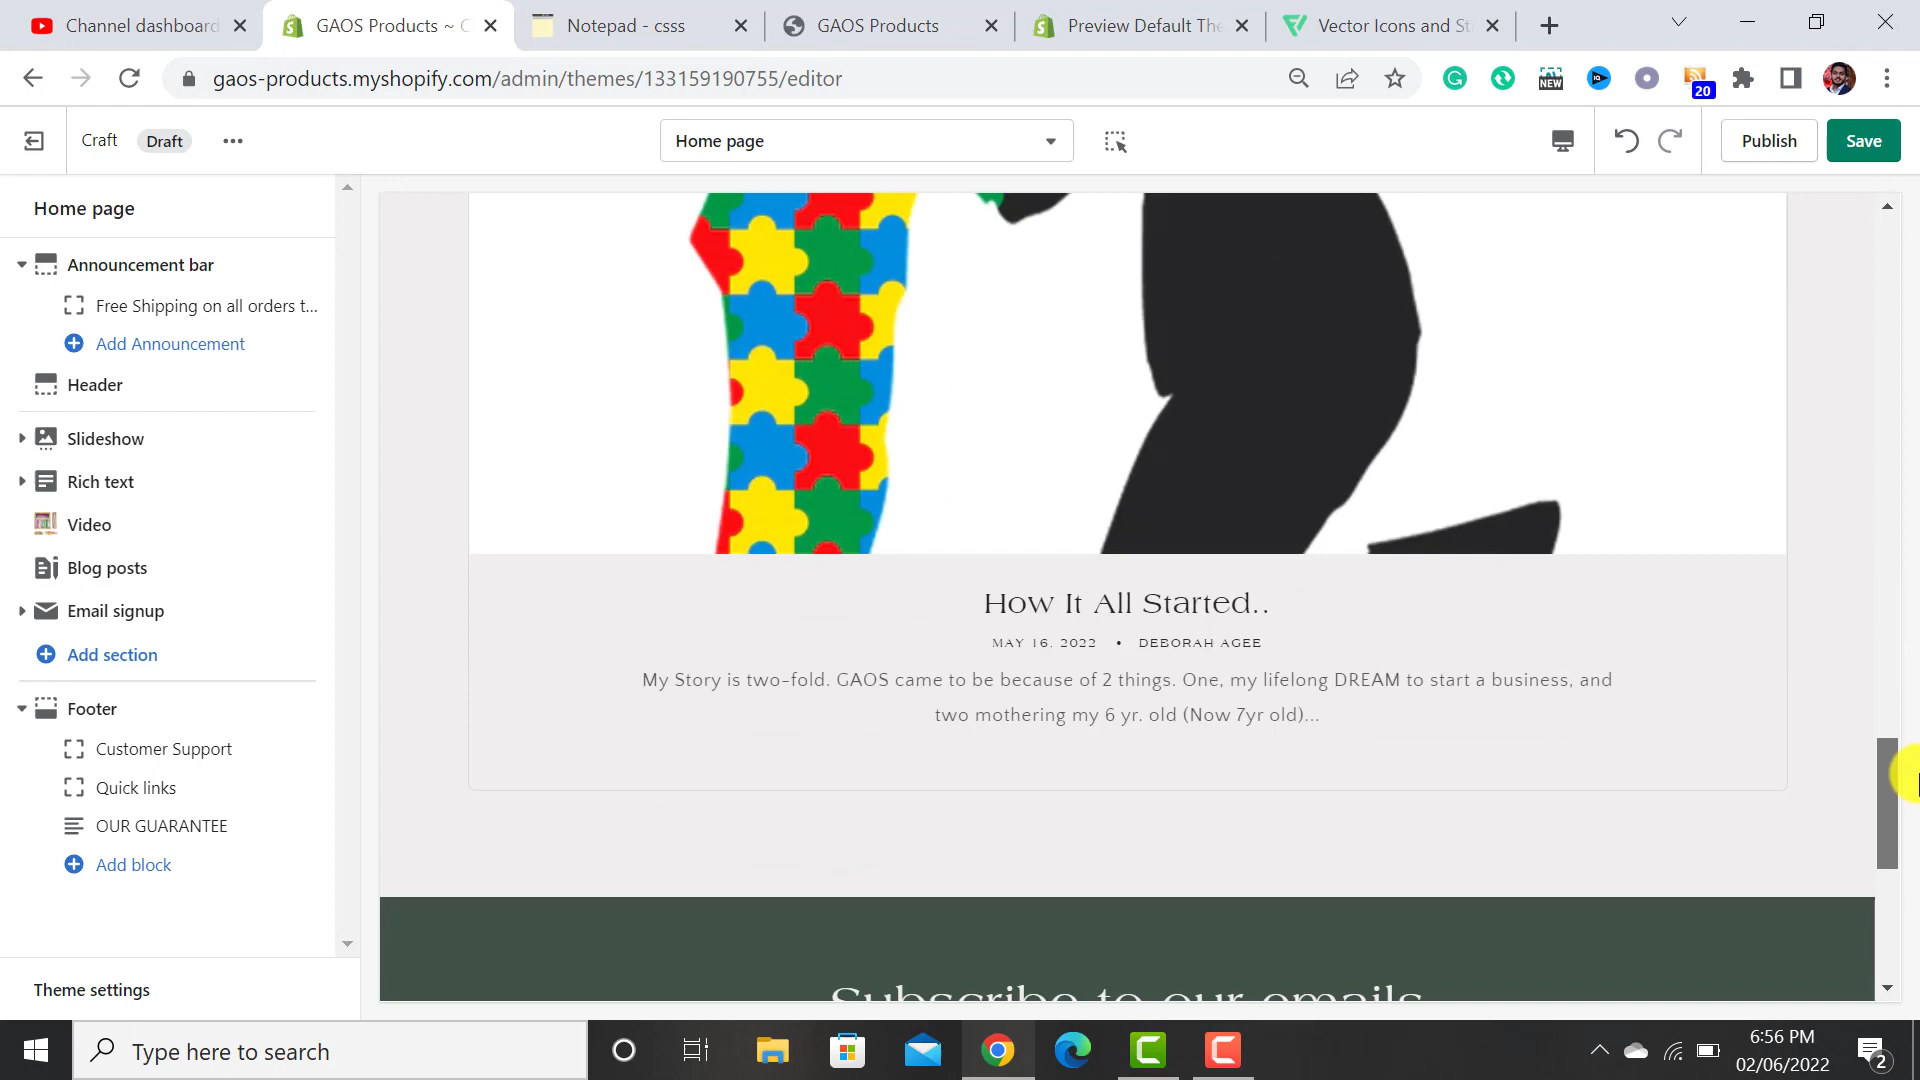 Channel dashboard
GAOS Products ~ C
Notepad - csss
GAOS Products
Preview Default The
Vector Icons and St
gaos-products.myshopify.com/admin/themes/133159190755/editor
NEW
20
Craft
Draft
Home page
Publish
Save
Home page
Announcement bar
Free Shipping on all orders t...
Add Announcement
Header
Slideshow
Rich text
Video
Blog posts
Email signup
Add section
Footer
Customer Support
Quick links
OUR GUARANTEE
Add block
Theme settings
How It All Started..
MAY 16, 2022 • DEBORAH AGEE
My Story is two-fold. GAOS came to be because of 2 things. One, my lifelong DREAM to start a business, and
two mothering my 6 yr. old (Now 7yr old)...
Subscribe to our emails
Type here to search
6:56 PM
02/06/2022
2